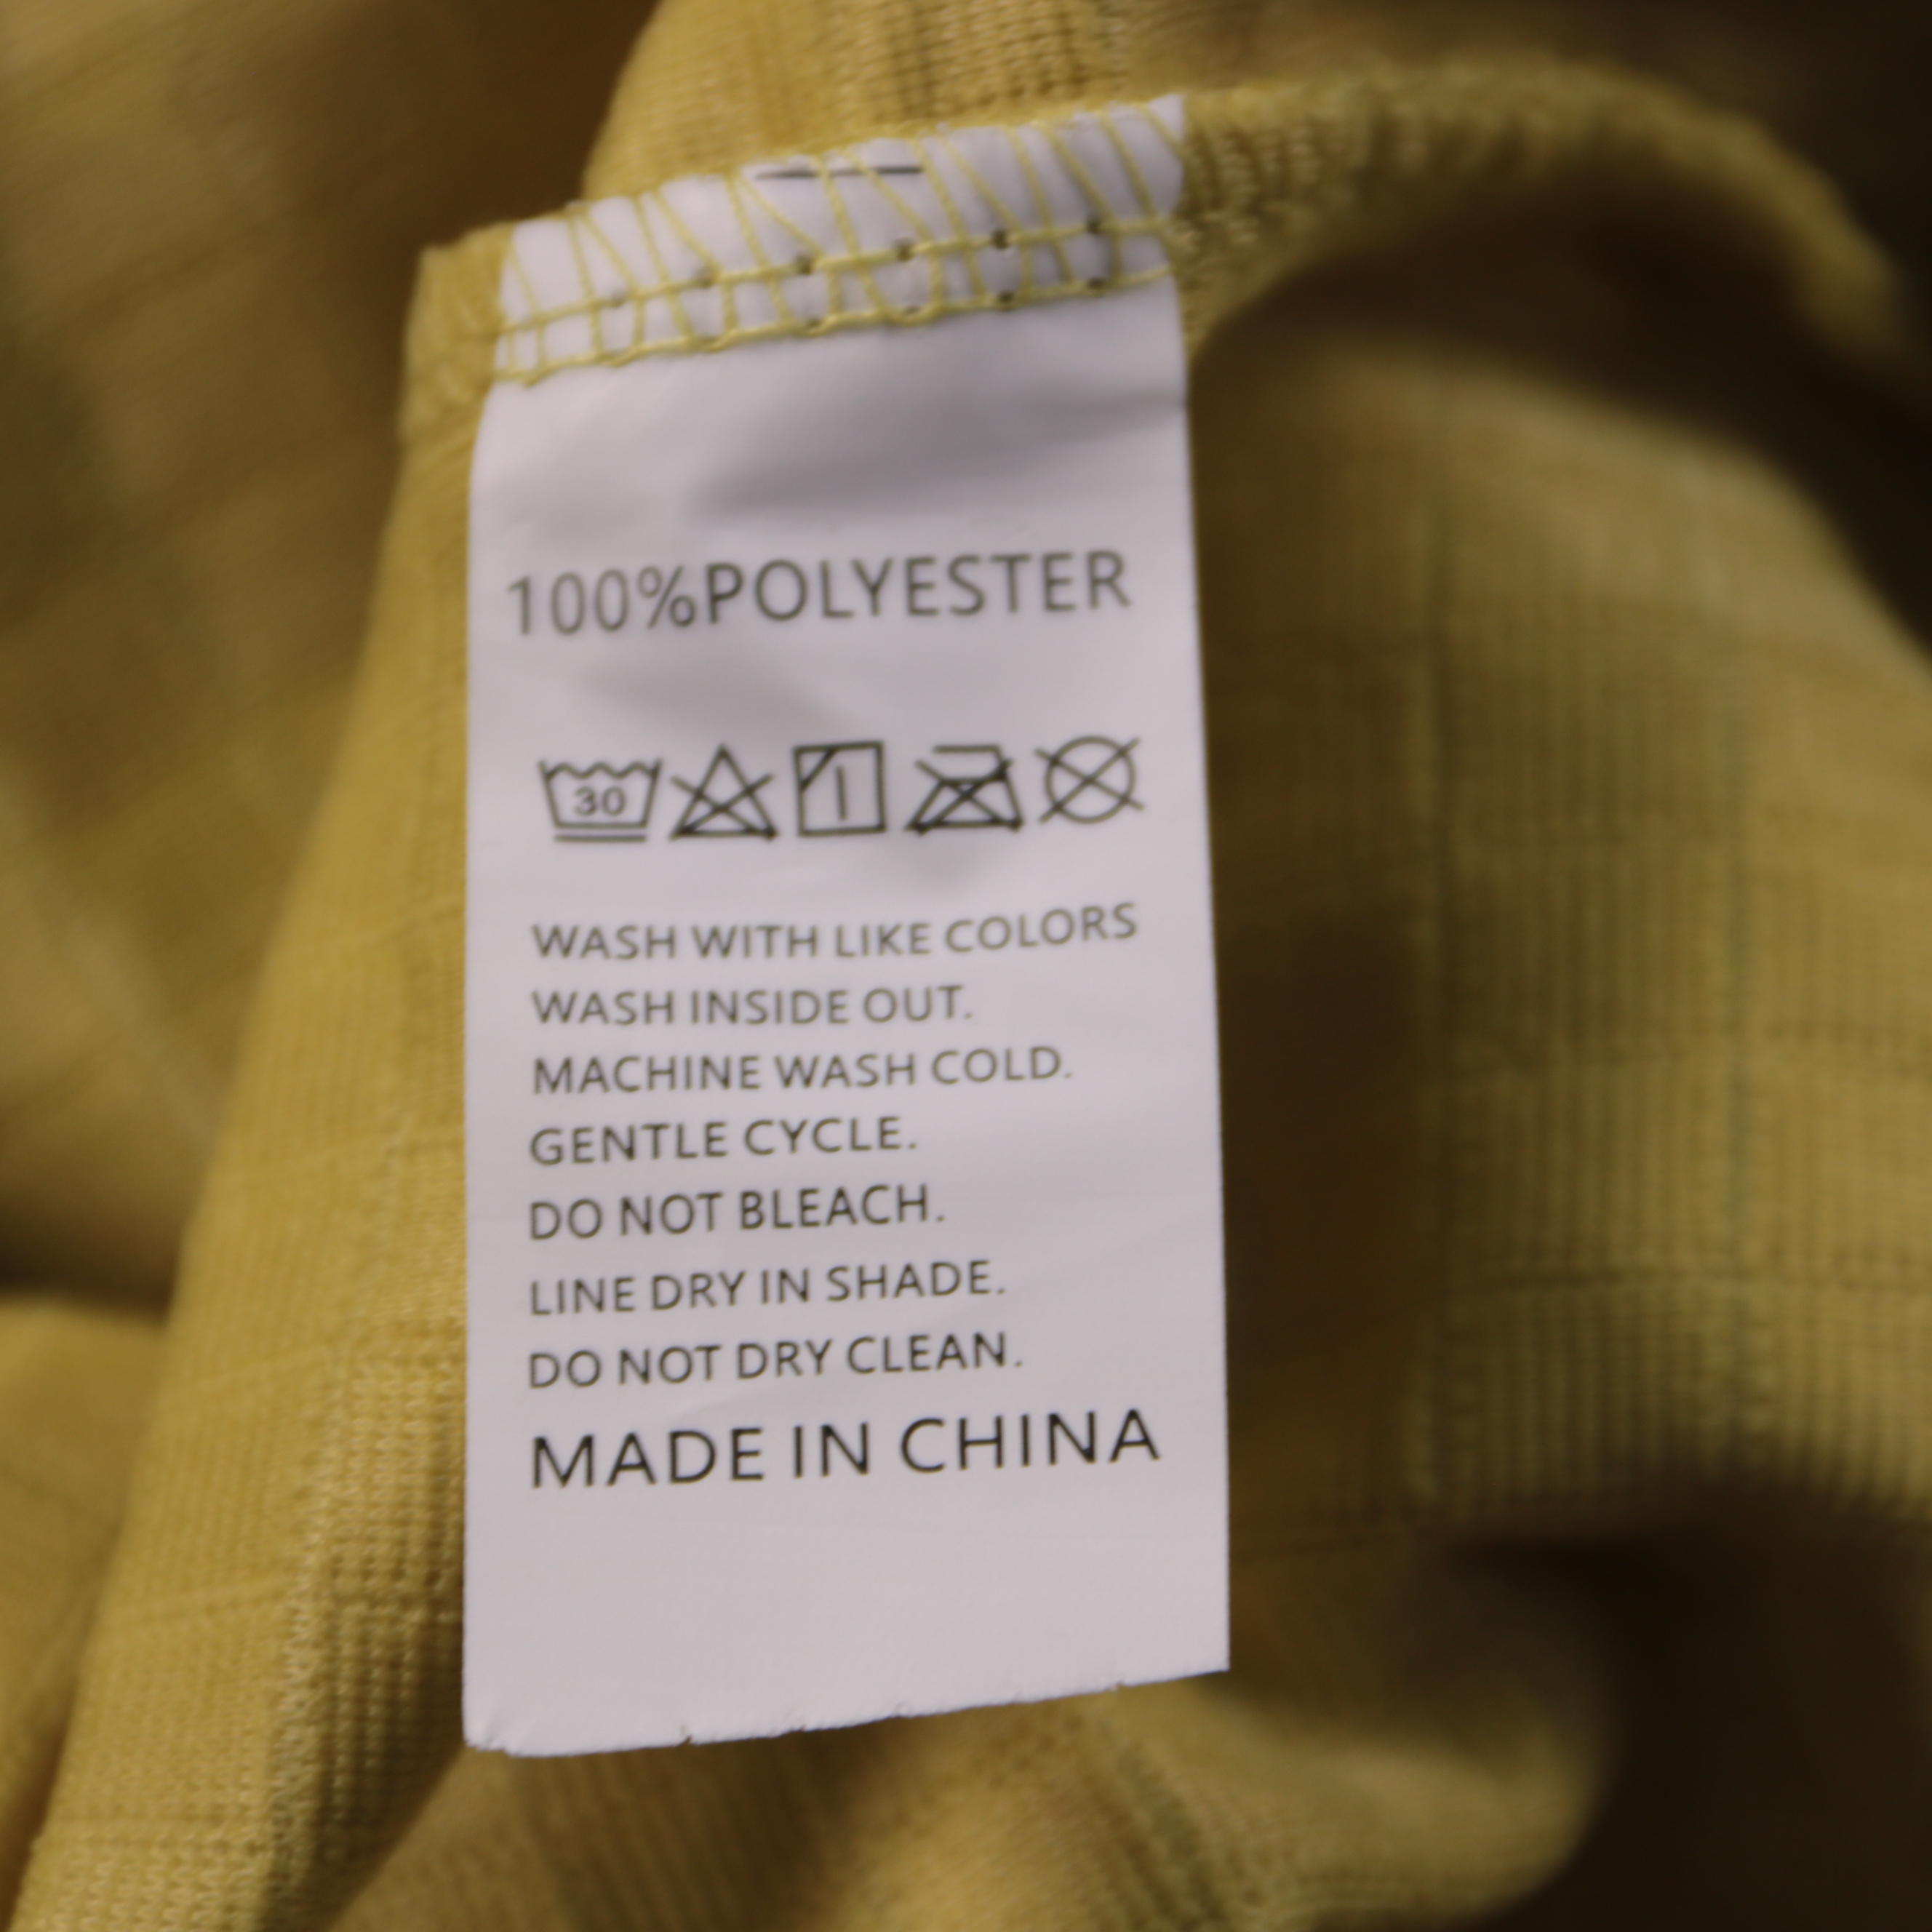 100%POLYESTER
30
WASH WITH LIKE COLORS
WASH INSIDE OUT.
MACHINE WASH COLD.
GENTLE CYCLE.
DO NOT BLEACH.
LINE DRY IN SHADE.
DO NOT DRY CLEAN.
MADE IN CHINA